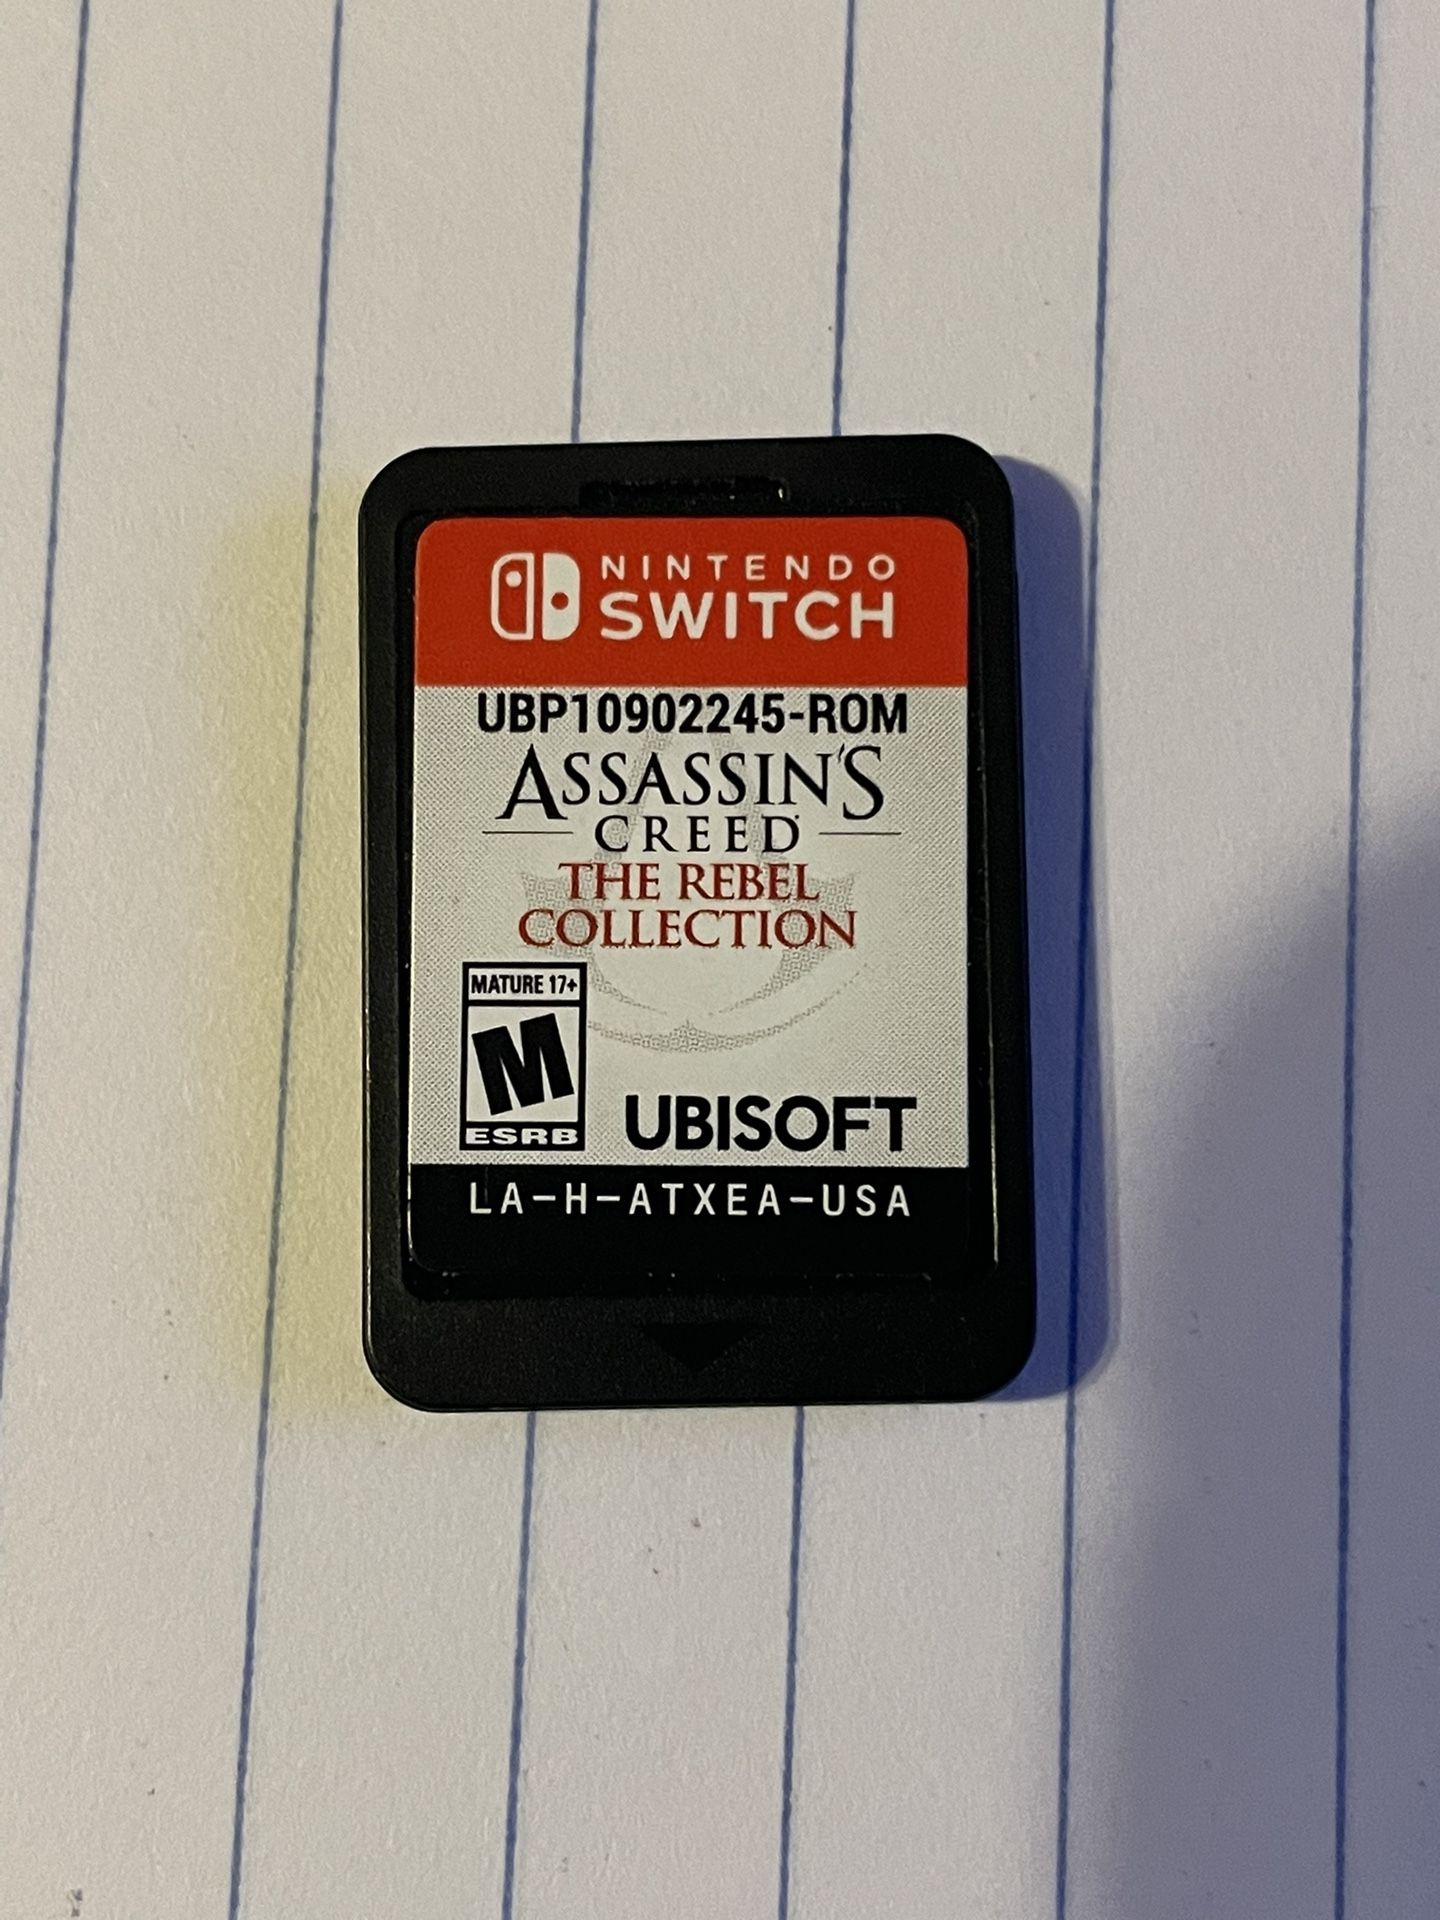 NINTENDO
SWITCH
UBP10902245-ROM
ASSASSIN'S
CREED
THE REBEL
COLLECTION
MATURE 17+
M
ESRB
UBISOFT
LA-H-ATXEA-USA